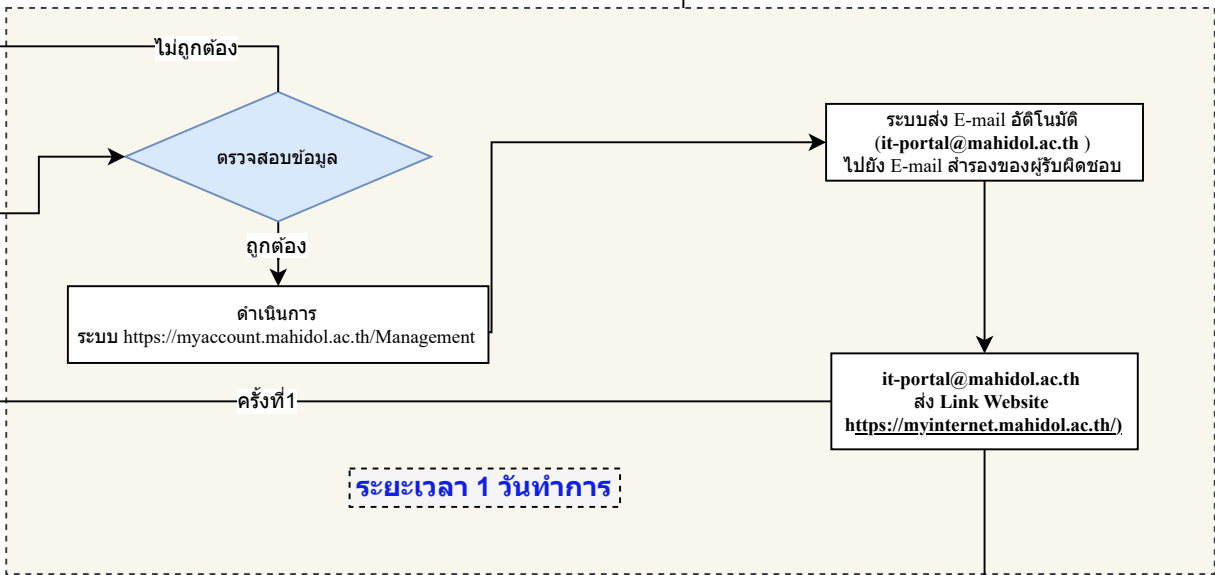 ไม่ถูกต้อง
ตรวจสอบข้อมูล
ถูกต้อง
ดำเนินการ
ระบบ https://myaccount.mahidol.ac.th/Management
ระบบส่ง E-mail อัติโนมัติ
(it-portal@mahidol.ac.th )
ไปยัง E-mail สำรองของผู้รับผิดชอบ
it-portal@mahidol.ac.th
ส่ง Link Website
https://myinternet.mahidol.ac.th/)
ครั้งที่1
ระยะเวลา 1 วันทำการ